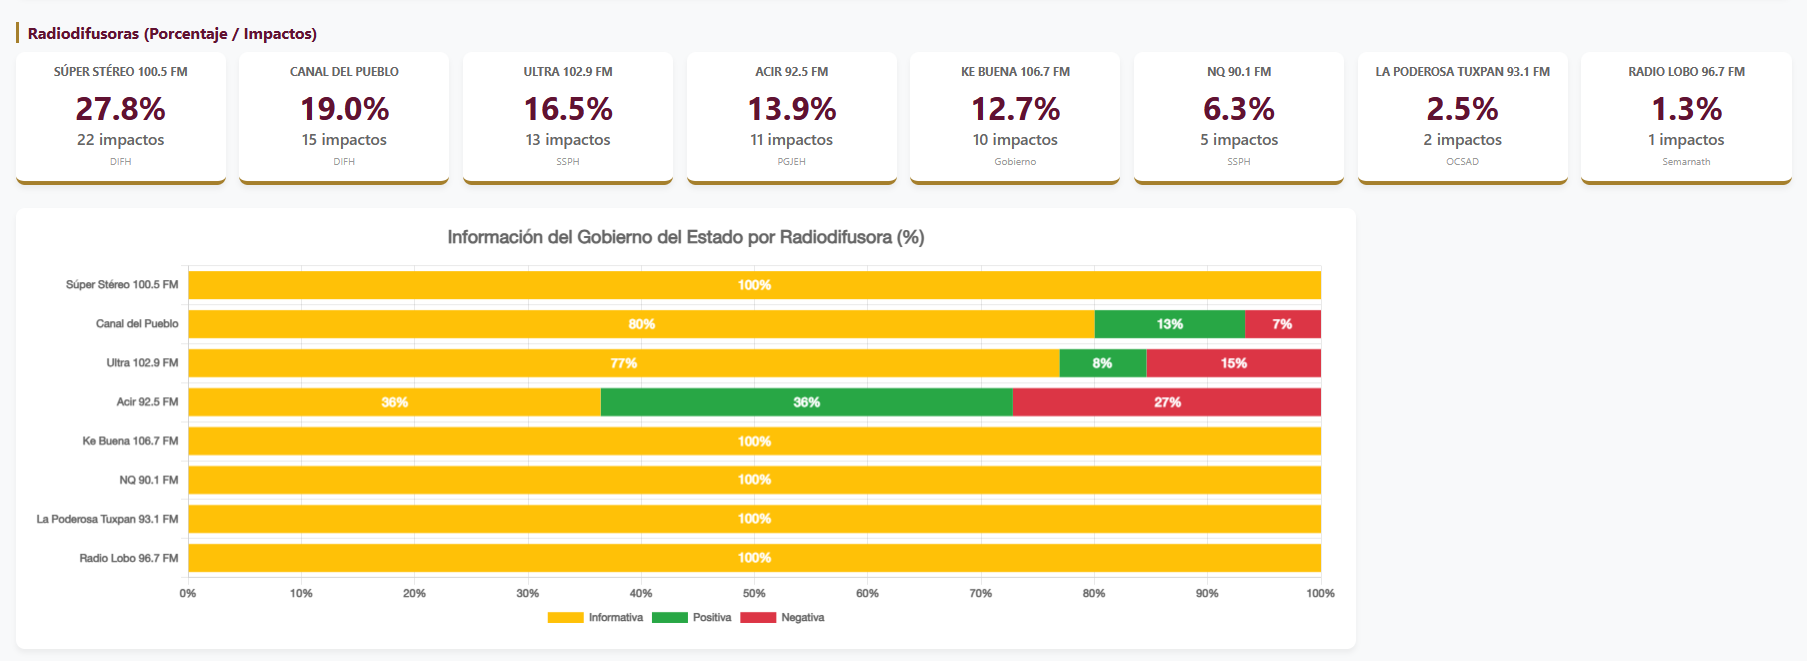 Radiodifusoras (Porcentaje / Impactos)
SÚPER STÉREO 100.5 FM
27.8%
22 impactos
DIFH
CANAL DEL PUEBLO
19.0%
15 impactos
DIFH
ULTRA 102.9 FM
16.5%
13 impactos
SSPH
ACIR 92.5 FM
13.9%
11 impactos
PGJEH
KE BUENA 106.7 FM
12.7%
10 impactos
Gobierno
NQ 90.1 FM
6.3%
5 impactos
SSPH
LA PODEROSA TUXPAN 93.1 FM
2.5%
2 impactos
OCSAD
RADIO LOBO 96.7 FM
1.3%
1 impactos
Semarnath
Información del Gobierno del Estado por Radiodifusora (%)
Súper Stéreo 100.5 FM 100%
Canal del Pueblo 80% 13% 7%
Ultra 102.9 FM 77% 8% 15%
Acir 92.5 FM 36% 36% 27%
Ke Buena 106.7 FM 100%
NQ 90.1 FM 100%
La Poderosa Tuxpan 93.1 FM 100%
Radio Lobo 96.7 FM 100%
0% 10% 20% 30% 40% 50% 60% 70% 80% 90% 100%
Informativa Positiva Negativa